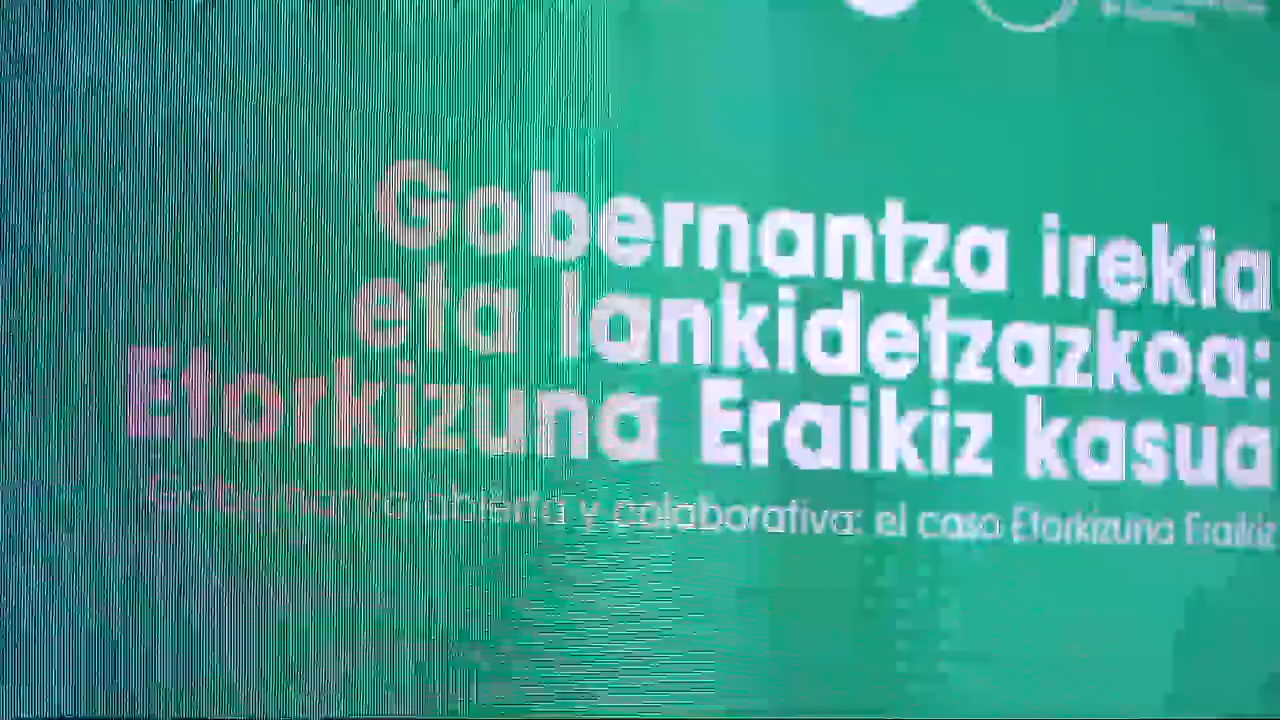 Gobernantza irekia
eta lankidetzazkoa:
Etorkizuna Eraikiz kasua
Gobernanza abierta y colaborativa: el caso Etorkizuna Eraikiz